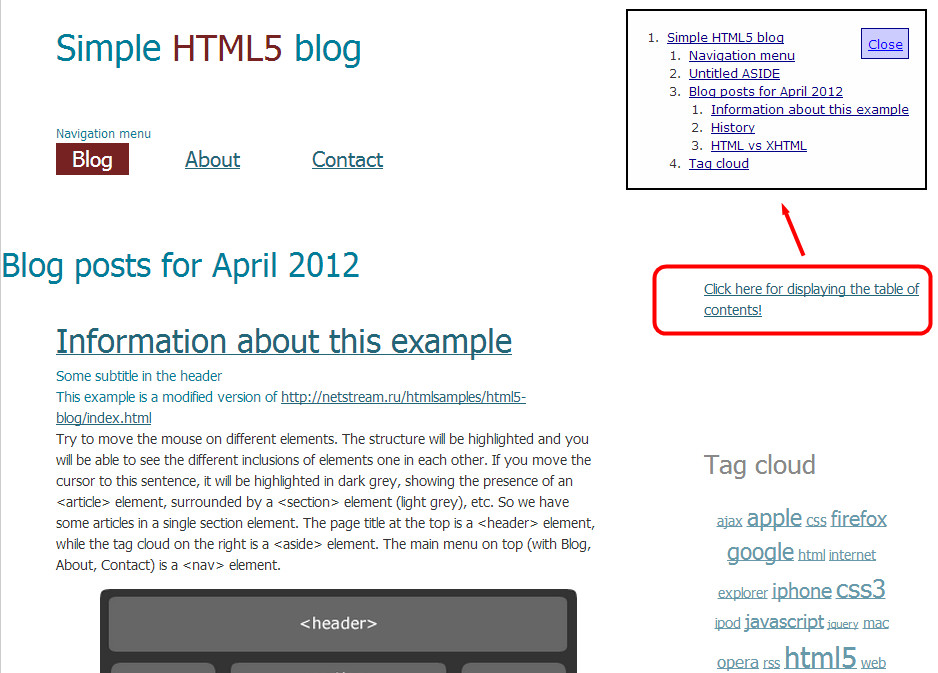 Simple HTML5 blog
Navigation menu
Blog About Contact
Blog posts for April 2012
Information about this example
Some subtitle in the header
This example is a modified version of http://netstream.ru/htmlsamples/html5-
blog/index.html
Try to move the mouse on different elements. The structure will be highlighted and you
will be able to see the different inclusions of elements one in each other. If you move the
cursor to this sentence, it will be highlighted in dark grey, showing the presence of an
<article> element, surrounded by a <section> element (light grey), etc. So we have
some articles in a single section element. The page title at the top is a <header> element,
while the tag cloud on the right is a <aside> element. The main menu on top (with Blog,
About, Contact) is a <nav> element.
<header>
1. Simple HTML5 blog
Close
1. Navigation menu
2. Untitled ASIDE
3. Blog posts for April 2012
1. Information about this example
2. History
3. HTML vs XHTML
4. Tag cloud
Click here for displaying the table of
contents!
Tag cloud
ajax apple css firefox
google html internet
explorer iphone css3
ipod javascript jquery mac
opera rss html5 web